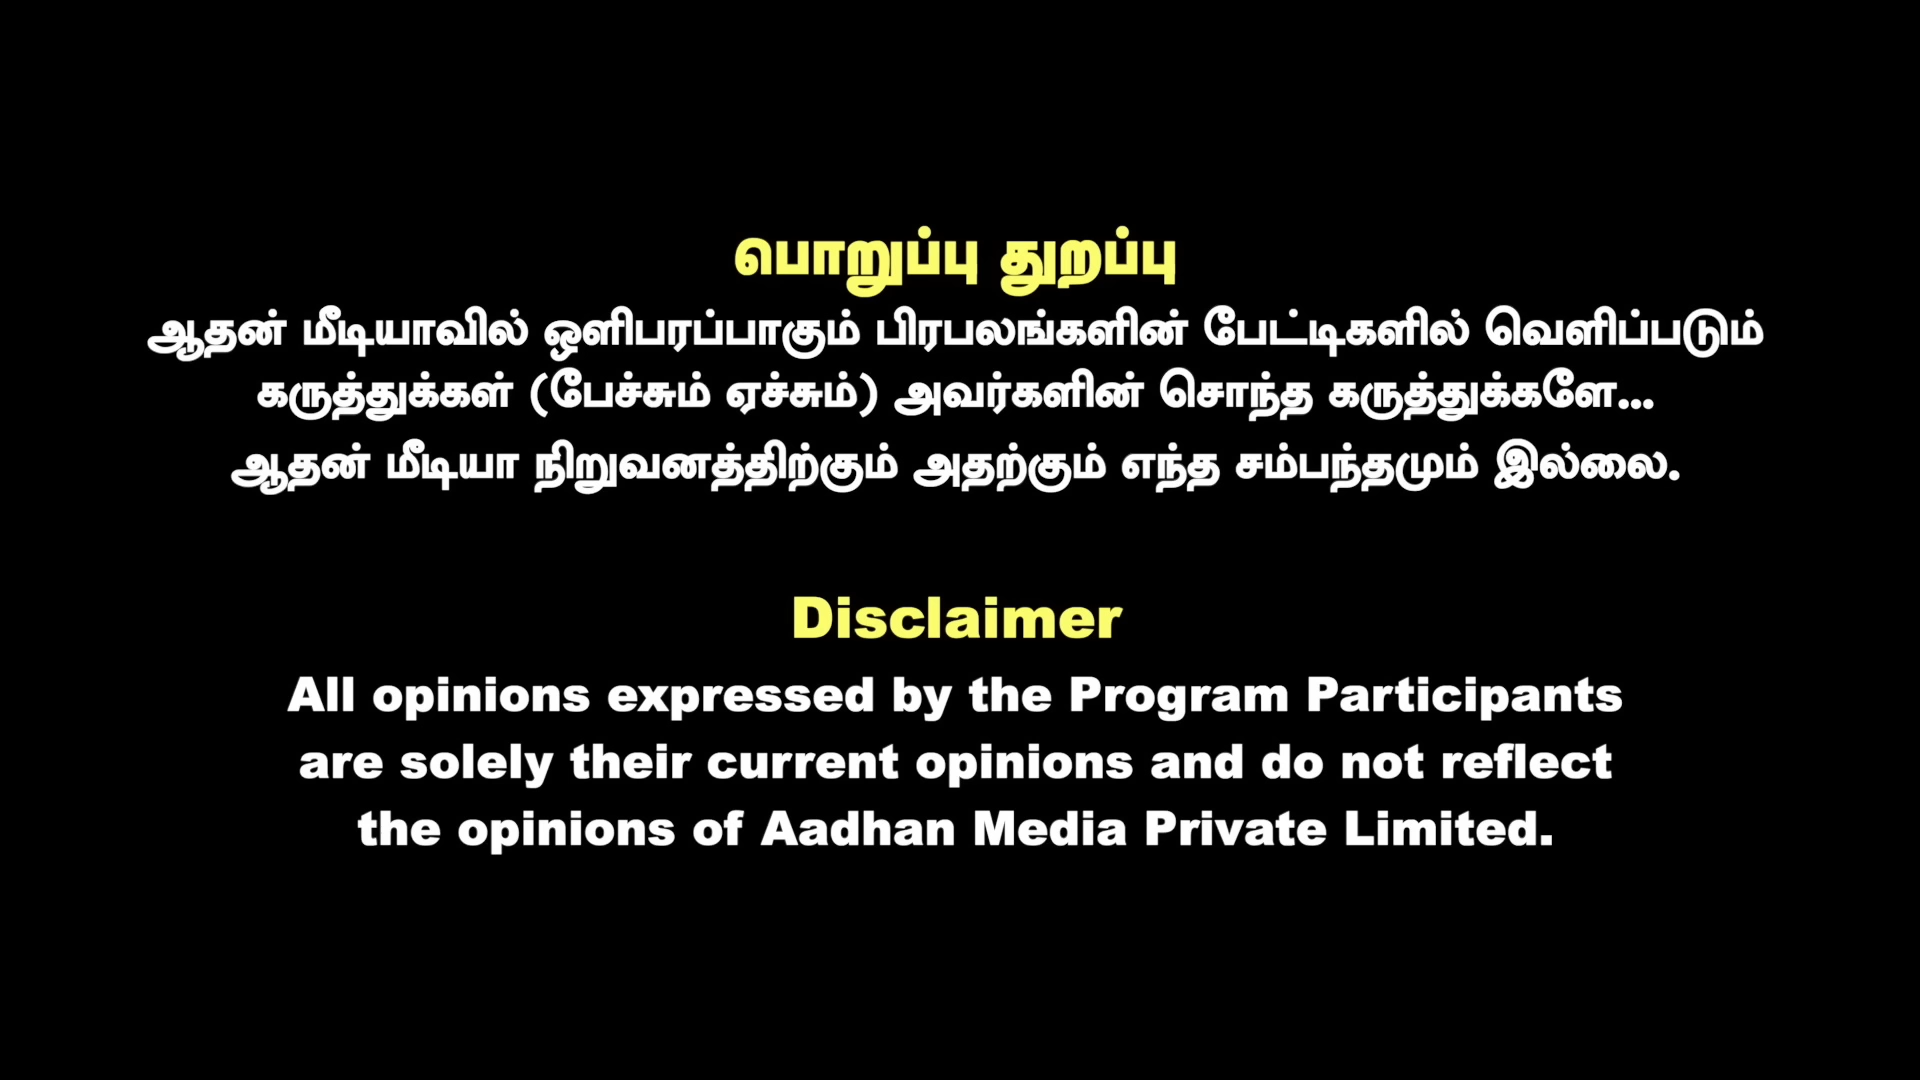 பொறுப்பு துறப்பு
ஆதன் மீடியாவில் ஒளிபரப்பாகும் பிரபலங்களின் பேட்டிகளில் வெளிப்படும்
கருத்துக்கள் (பேச்சும் ஏச்சும்) அவர்களின் சொந்த கருத்துக்களே...
ஆதன் மீடியா நிறுவனத்திற்கும் அதற்கும் எந்த சம்பந்தமும் இல்லை.
Disclaimer
All opinions expressed by the Program Participants
are solely their current opinions and do not reflect
the opinions of Aadhan Media Private Limited.